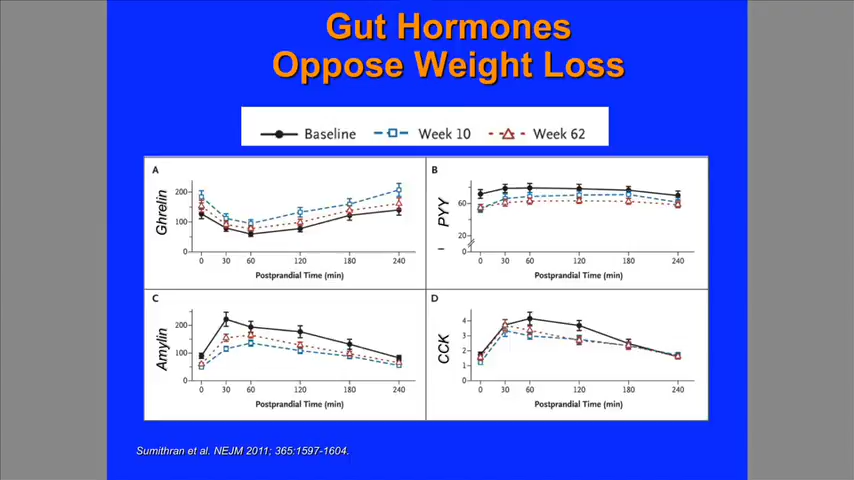 Gut Hormones
Oppose Weight Loss
Baseline Week 10 Week 62
A
Ghrelin
200
100
0
0 30 60 120 180 240
Postprandial Time (min)
B
PYY
60
20
0
0 30 60 120 180 240
Postprandial Time (min)
C
Amylin
200
100
0
0 30 60 120 180 240
Postprandial Time (min)
D
CCK
4
3
2
1
0
0 30 60 120 180 240
Postprandial Time (min)
Sumithran et al. NEJM 2011; 365:1597-1604.